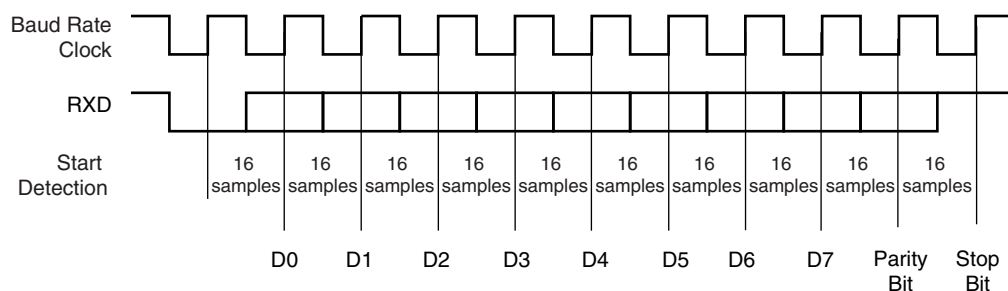 Baud Rate
Clock
RXD
Start
Detection
16
samples
16
samples
16
samples
16
samples
16
samples
16
samples
16
samples
16
samples
16
samples
16
samples
D0
D1
D2
D3
D4
D5
D6
D7
Parity
Bit
Stop
Bit